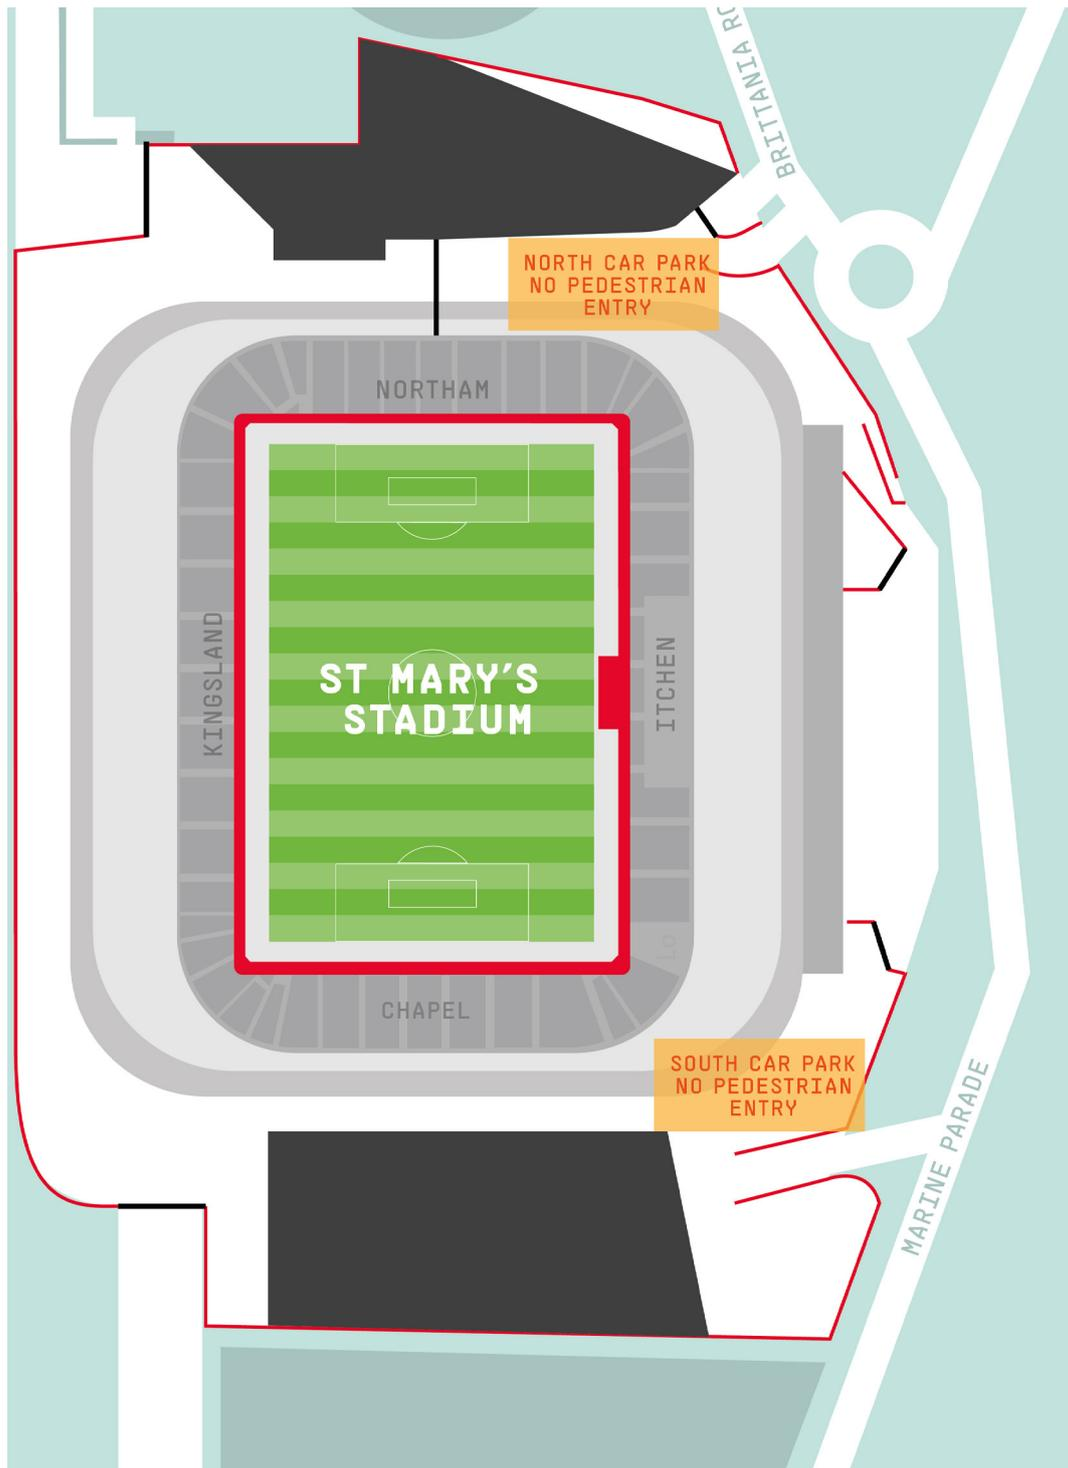 BRITTANIA
NORTH CAR PARK
NO PEDESTRIAN
ENTRY
NORTHAM
KINGSLAND
ST MARY'S
STADIUM
ITCHEN
CHAPEL
SOUTH CAR PARK
NO PEDESTRIAN
ENTRY
MARINE PARADE